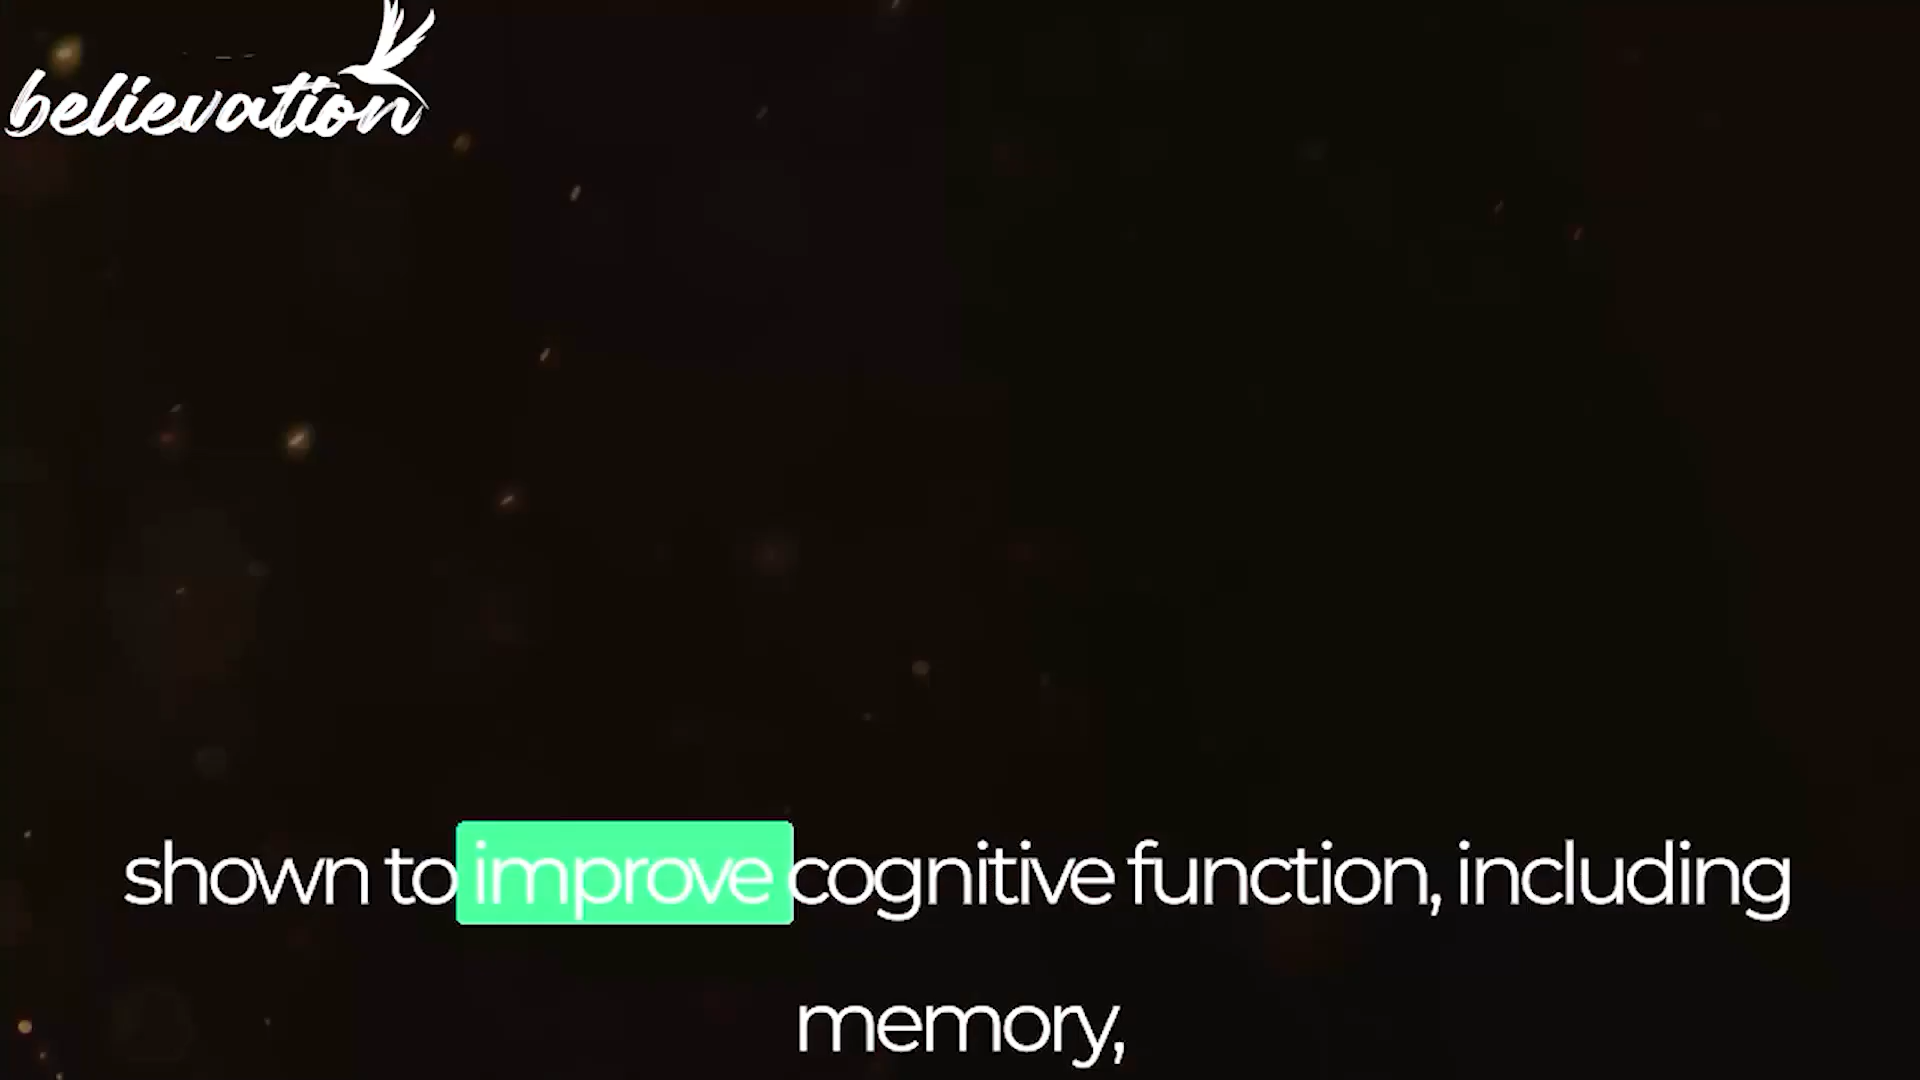 believation
shown to improve cognitive function, including
memory,